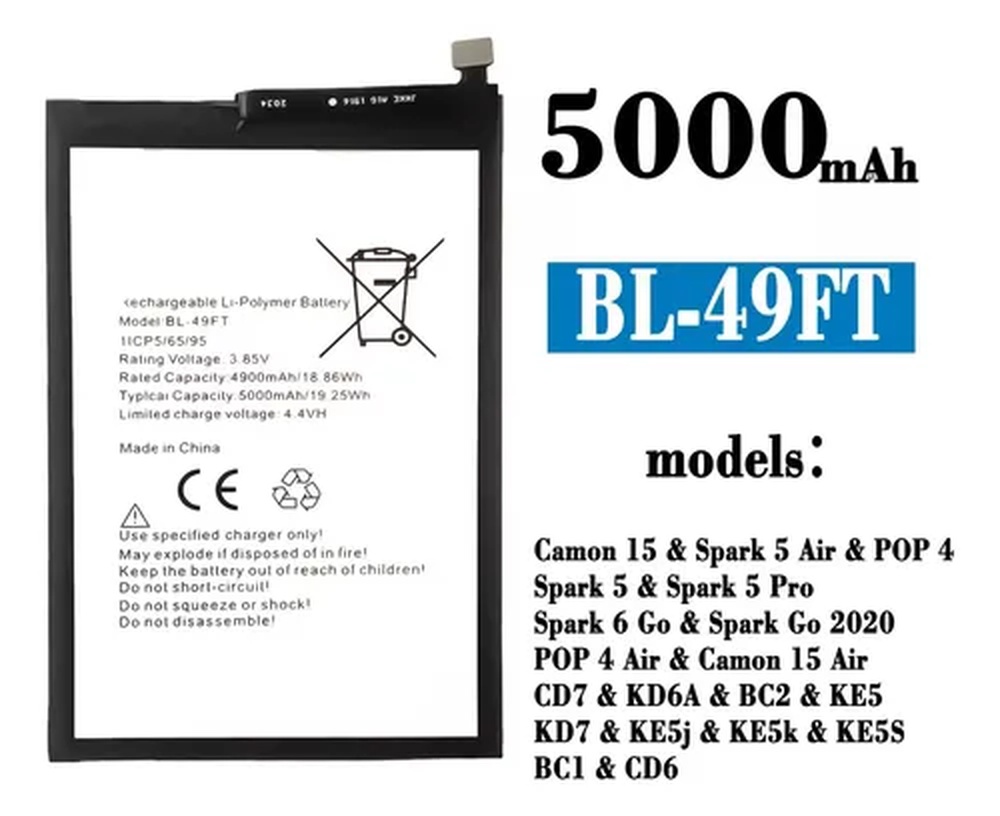 2034 ● 9161 A10 JXKE
‹echargeable Li-Polymer Battery
Model:BL-49FT
1ICP5/65/95
Rating Voltage: 3.85V
Rated Capacity:4900mAh/18.86Wh
Typlcal Capacity: 5000mAh/19.25Wh
Limited charge voltage: 4.4VH
Made in China
CE
Use specified charger only!
May explode if disposed of in fire!
Keep the battery out of reach of children!
Do not short-circuit!
Do not squeeze or shock!
Do not disassemble!
5000mAh
BL-49FT
models:
Camon 15 & Spark 5 Air & POP 4
Spark 5 & Spark 5 Pro
Spark 6 Go & Spark Go 2020
POP 4 Air & Camon 15 Air
CD7 & KD6A & BC2 & KE5
KD7 & KE5j & KE5k & KE5S
BC1 & CD6